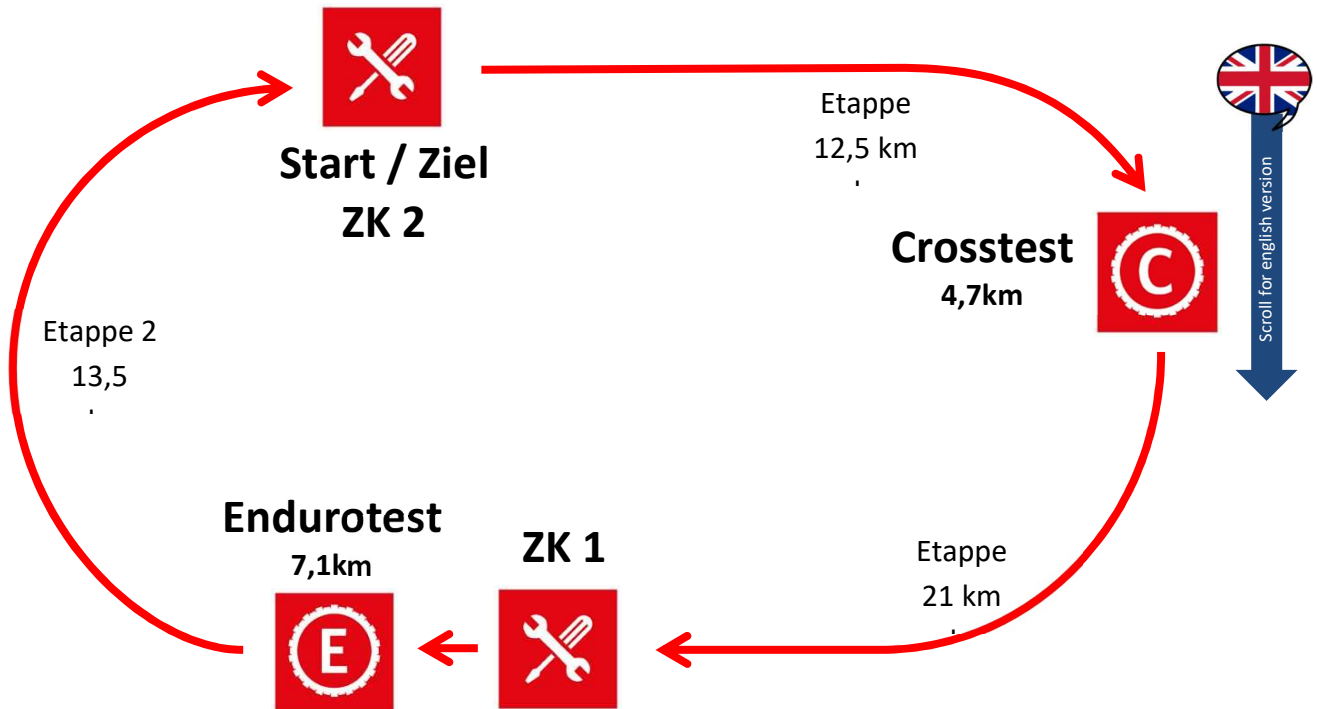 Start / Ziel
ZK 2
Etappe
12,5 km
Scroll for english version
Crosstest
4,7km
C
Etappe 2
13,5
Endurotest
7,1km
E
ZK 1
Etappe
21 km